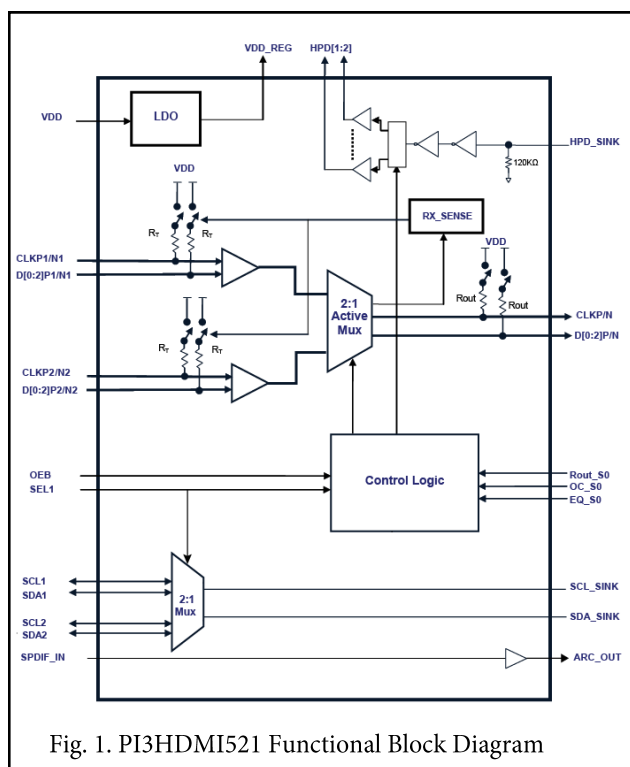 VDD_REG
HPD[1:2]
VDD
LDO
HPD_SINK
120KΩ
VDD
RX_SENSE
RT
RT
VDD
CLKP1/N1
D[0:2]P1/N1
2:1
Active
Mux
Rout
Rout
CLKP/N
D[0:2]P/N
RT
RT
CLKP2/N2
D[0:2]P2/N2
OEB
SEL1
Control Logic
Rout_S0
OC_S0
EQ_S0
SCL1
SDA1
SCL2
SDA2
2:1
Mux
SCL_SINK
SDA_SINK
SPDIF_IN
ARC_OUT
Fig. 1. PI3HDMI521 Functional Block Diagram